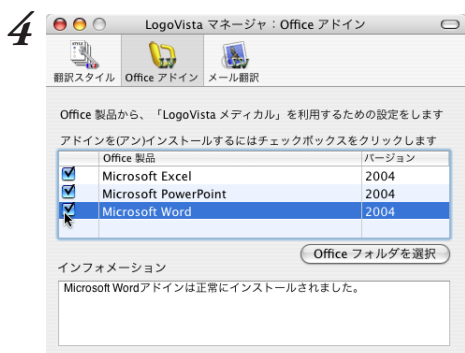 4
LogoVista マネージャ：Office アドイン
翻訳スタイル Office アドイン メール翻訳
Office 製品から、「LogoVista メディカル」を利用するための設定をします
アドインを(アン)インストールするにはチェックボックスをクリックします
Office 製品 バージョン
Microsoft Excel 2004
Microsoft PowerPoint 2004
Microsoft Word 2004
Office フォルダを選択
インフォメーション
Microsoft Wordアドインは正常にインストールされました。